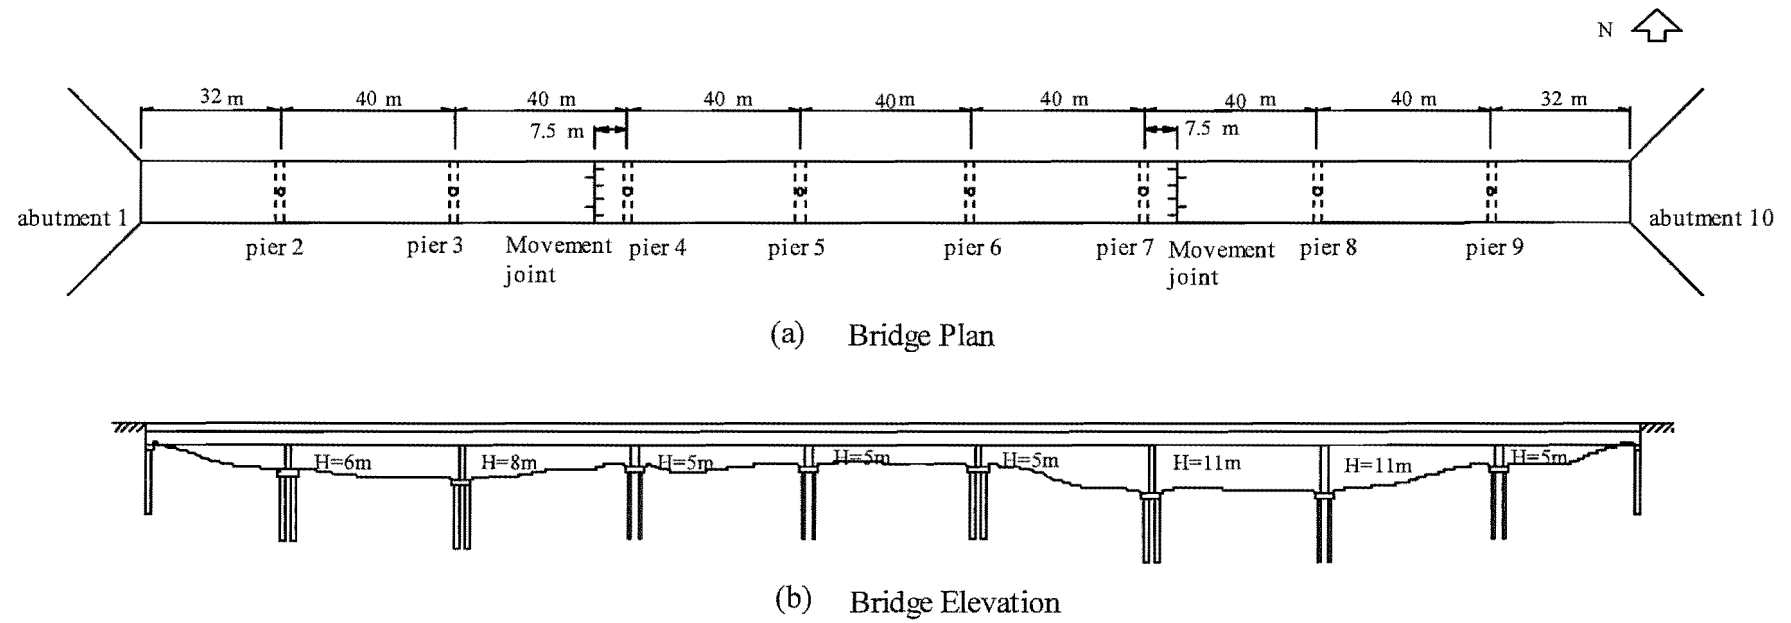 N
32 m 40 m 40 m 40 m 40m 40 m 40 m 40 m 32 m
7.5 m 7.5 m
abutment 1 abutment 10
pier 2 pier 3 Movement pier 4 pier 5 pier 6 pier 7 Movement pier 8 pier 9
joint joint
(a) Bridge Plan
H=6m H=8m H=5m H=5m H=5m H=11m H=11m H=5m
(b) Bridge Elevation